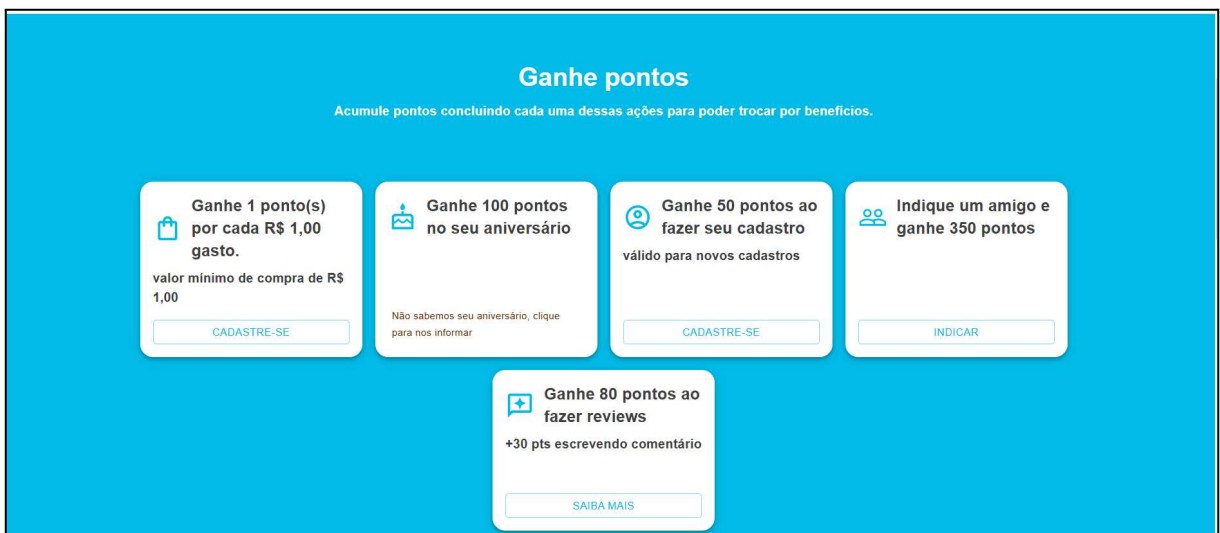 Ganhe pontos
Acumule pontos concluindo cada uma dessas ações para poder trocar por benefícios.
Ganhe 1 ponto(s)
por cada R$ 1,00
gasto.
valor mínimo de compra de R$
1,00
CADASTRE-SE
Ganhe 100 pontos
no seu aniversário
Não sabemos seu aniversário, clique
para nos informar
Ganhe 50 pontos ao
fazer seu cadastro
válido para novos cadastros
CADASTRE-SE
Indique um amigo e
ganhe 350 pontos
INDICAR
Ganhe 80 pontos ao
fazer reviews
+30 pts escrevendo comentário
SAIBA MAIS